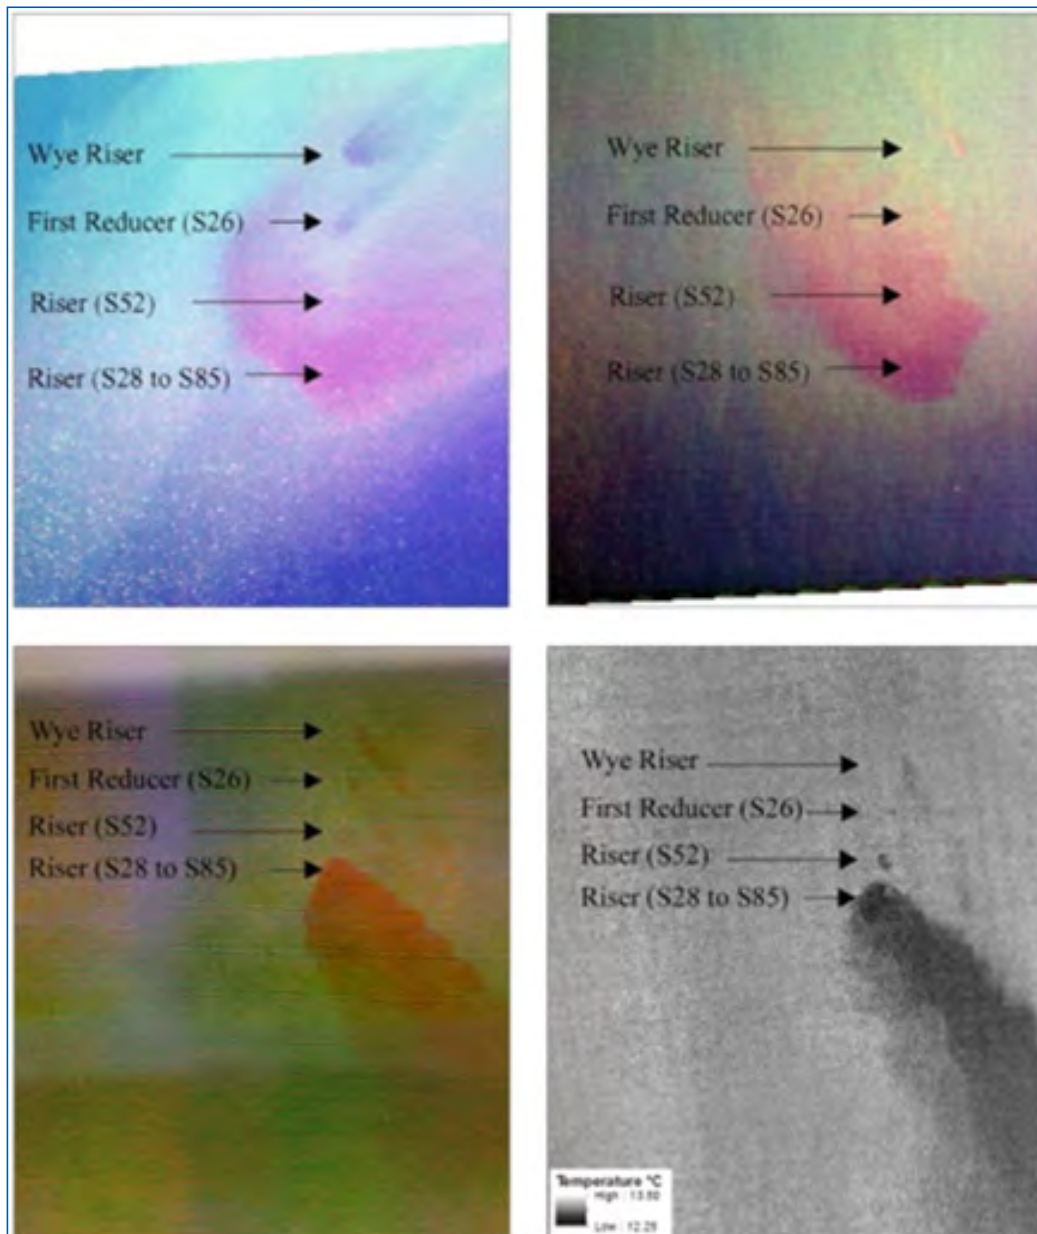 Wye Riser
First Reducer (S26)
Riser (S52)
Riser (S28 to S85)
Wye Riser
First Reducer (S26)
Riser (S52)
Riser (S28 to S85)
Wye Riser
First Reducer (S26)
Riser (S52)
Riser (S28 to S85)
Wye Riser
First Reducer (S26)
Riser (S52)
Riser (S28 to S85)
Temperature °C
High : 13.50
Low : 12.25